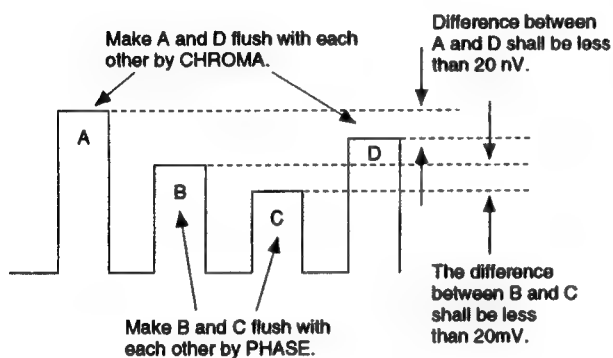 Make A and D flush with each
other by CHROMA.
Difference between
A and D shall be less
than 20 nV.
A
B
C
D
Make B and C flush with
each other by PHASE.
The difference
between B and C
shall be less
than 20mV.